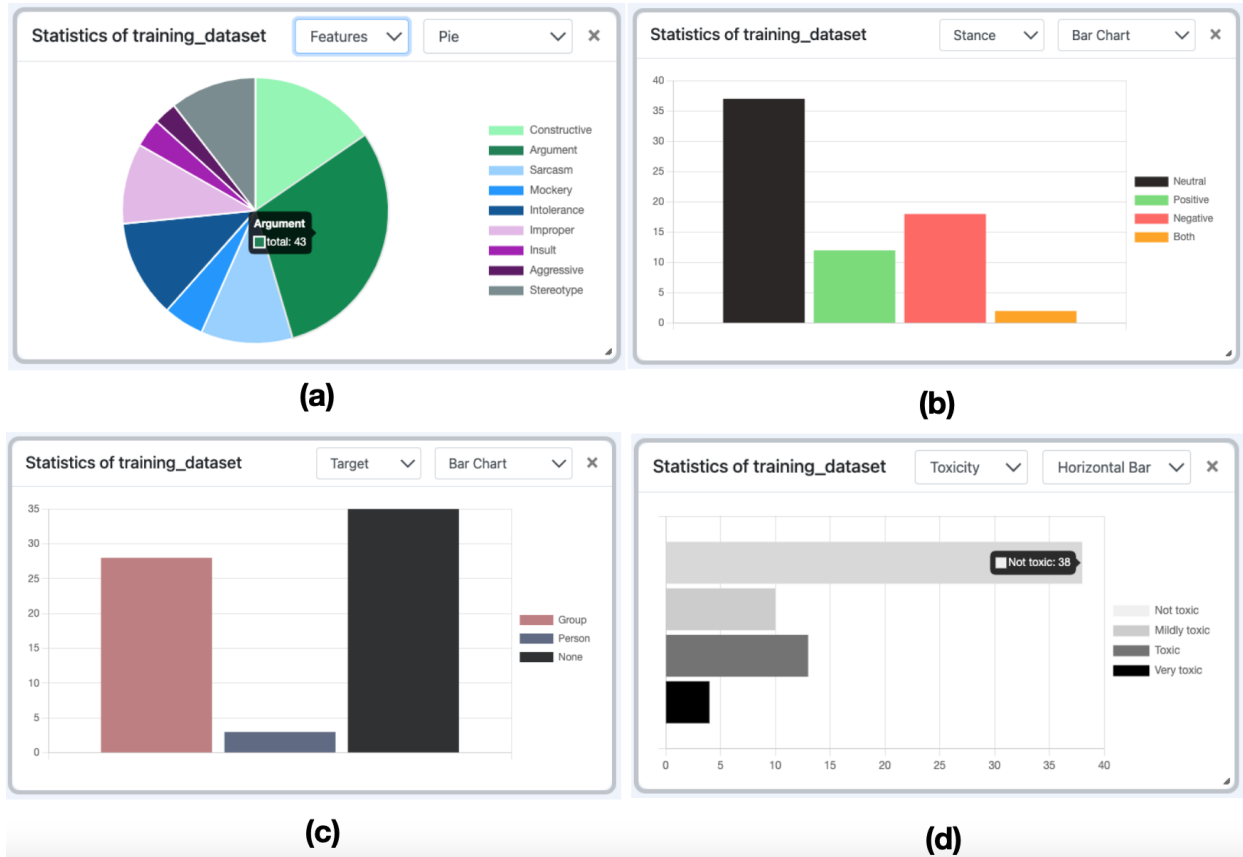 Statistics of training_dataset Features Pie ×
Constructive
Argument
Sarcasm
Mockery
Intolerance
Improper
Insult
Aggressive
Stereotype
Argument
total: 43
(a)
Statistics of training_dataset Stance Bar Chart ×
40
35
30
25
20
15
10
5
0
Neutral
Positive
Negative
Both
(b)
Statistics of training_dataset Target Bar Chart ×
35
30
25
20
15
10
5
0
Group
Person
None
(c)
Statistics of training_dataset Toxicity Horizontal Bar ×
Not toxic: 38
Not toxic
Mildly toxic
Toxic
Very toxic
0 5 10 15 20 25 30 35 40
(d)